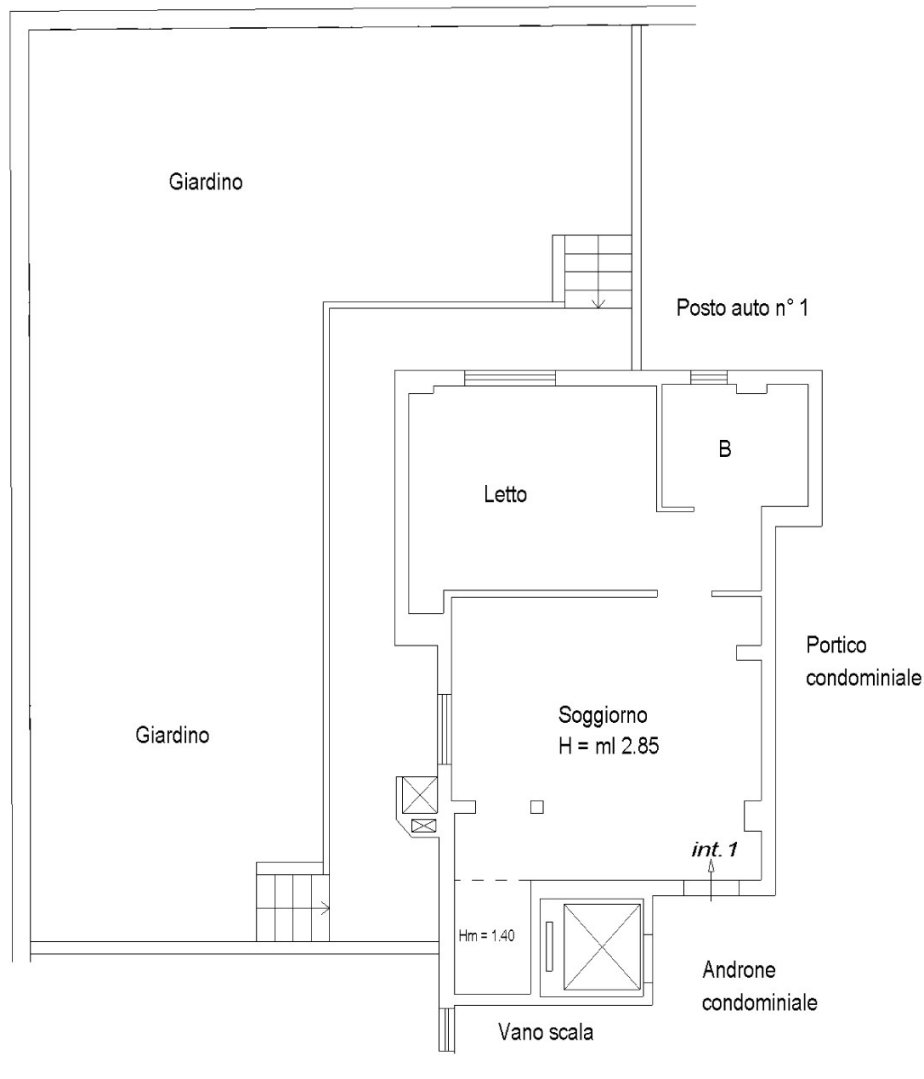 Giardino
Posto auto n° 1
B
Letto
Portico
condominiale
Soggiorno
H = ml 2.85
Giardino
int. 1
Hm = 1.40
Androne
condominiale
Vano scala